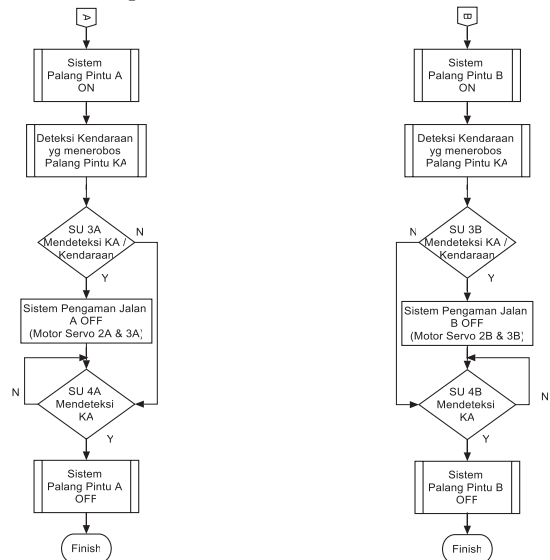 A
Sistem
Palang Pintu A
ON
Deteksi Kendaraan
yg menerobos
Palang Pintu KA
SU 3A
Mendeteksi KA /
Kendaraan
N
Y
Sistem Pengaman Jalan
A OFF
(Motor Servo 2A & 3A)
N
SU 4A
Mendeteksi
KA
Y
Sistem
Palang Pintu A
OFF
Finish
B
Sistem
Palang Pintu B
ON
Deteksi Kendaraan
yg menerobos
Palang Pintu KA
N
SU 3B
Mendeteksi KA /
Kendaraan
Y
Sistem Pengaman Jalan
B OFF
(Motor Servo 2B & 3B)
SU 4B
Mendeteksi
KA
N
Y
Sistem
Palang Pintu B
OFF
Finish